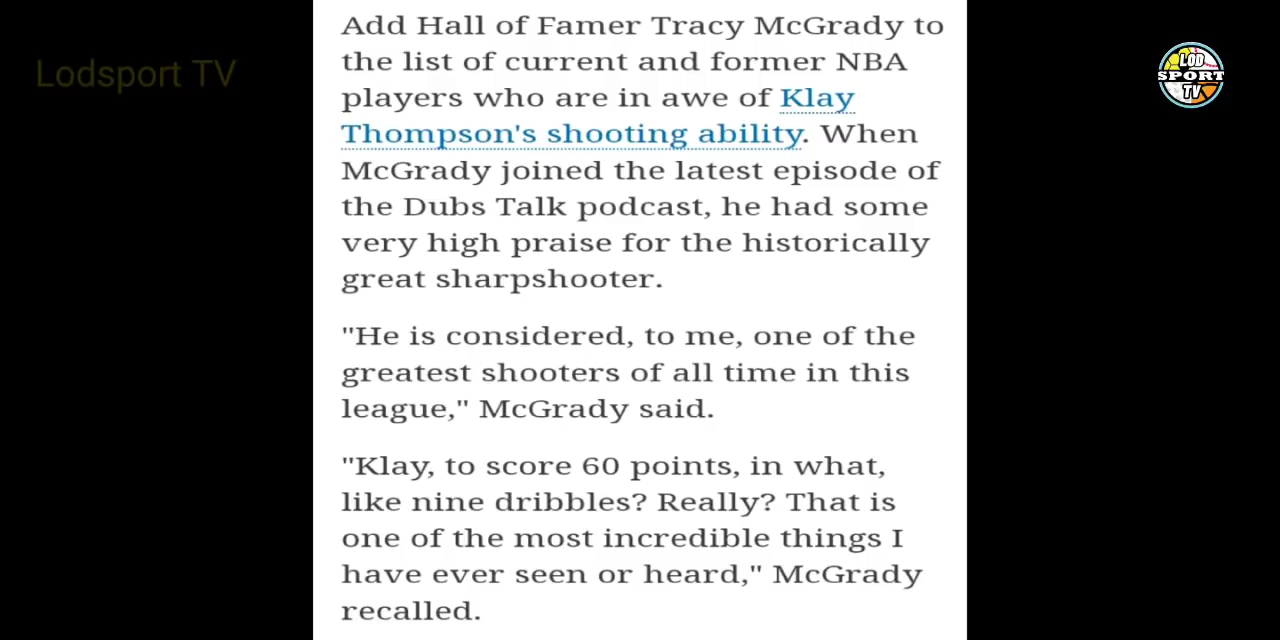 Lodsport TV
LOD
SPORT
TV
Add Hall of Famer Tracy McGrady to
the list of current and former NBA
players who are in awe of Klay
Thompson's shooting ability. When
McGrady joined the latest episode of
the Dubs Talk podcast, he had some
very high praise for the historically
great sharpshooter.
"He is considered, to me, one of the
greatest shooters of all time in this
league," McGrady said.
"Klay, to score 60 points, in what,
like nine dribbles? Really? That is
one of the most incredible things I
have ever seen or heard," McGrady
recalled.